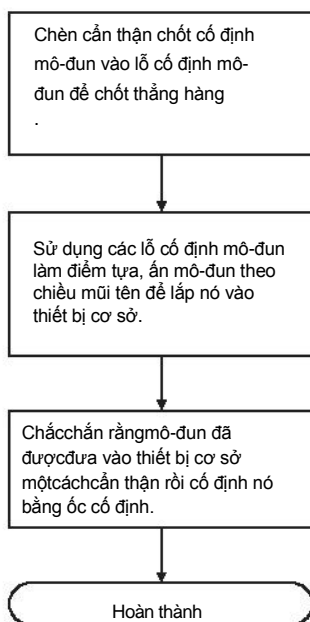 Chèn cẩn thận chốt cố định
mô-đun vào lỗ cố định mô-
đun để chốt thẳng hàng
.
Sử dụng các lỗ cố định mô-đun
làm điểm tựa, ấn mô-đun theo
chiều mũi tên để lắp nó vào
thiết bị cơ sở.
Chắcchắn rằngmô-đun đã
đượcđưa vào thiết bị cơ sở
mộtcáchcẩn thận rồi cố định nó
bằng ốc cố định.
Hoàn thành